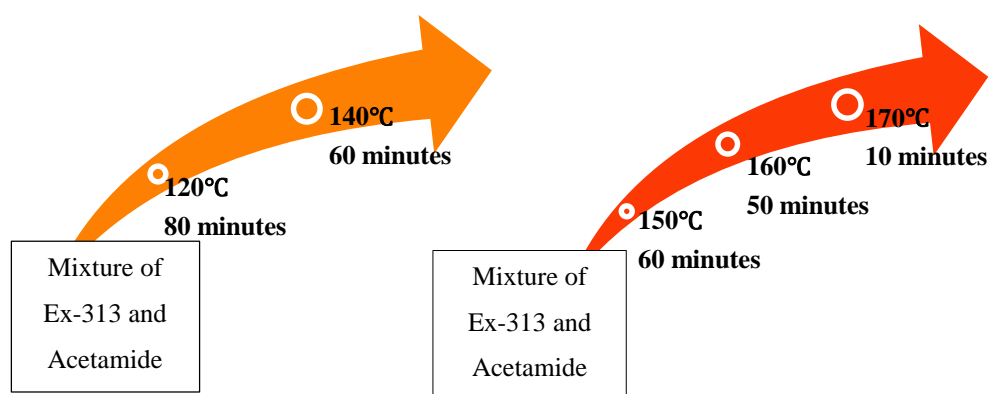 140℃
60 minutes
120℃
80 minutes
Mixture of
Ex-313 and
Acetamide
170℃
10 minutes
160℃
50 minutes
150℃
60 minutes
Mixture of
Ex-313 and
Acetamide